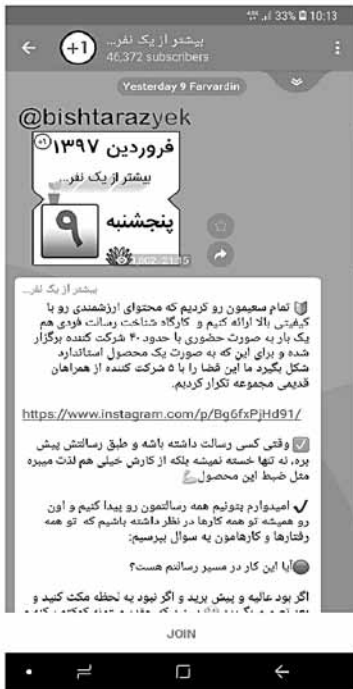 33% 10:13
بیشتر از یک نفر...
46,372 subscribers
+1
Yesterday 9 Farvardin
@bishtarazyek
فروردین ۱۳۹۷
+1
بیشتر از یک نفر...
پنجشنبه
۹
21:15
بیشتر از یک نفر...
تمام سعیمون رو کردیم که محتوای ارزشمندی رو با
کیفیتی بالا ارائه کنیم و کارگاه شناخت رسالت فردی هم
یک بار به صورت حضوری با حدود ۴۰ شرکت کننده برگزار
شده و برای این که به صورت یک محصول استاندارد
شکل بگیرد ما این فضا را با ۵ شرکت کننده از همراهان
قدیمی مجموعه تکرار کردیم.
https://www.instagram.com/p/Bg6fxPjHd91/
وقتی کسی رسالت داشته باشه و طبق رسالتش پیش
بره، نه تنها خسته نمیشه بلکه از کارش خیلی هم لذت میبره
مثل ضبط این محصول
امیدوارم بتونیم همه رسالتمون رو پیدا کنیم و اون
رو همیشه تو همه کارها در نظر داشته باشیم که تو همه
رفتارها و کارهامون یه سوال بپرسیم:
آیا این کار در مسیر رسالتم هست؟
اگر بود عالیه و پیش برید و اگر نبود یه لحظه مکث کنید و
JOIN